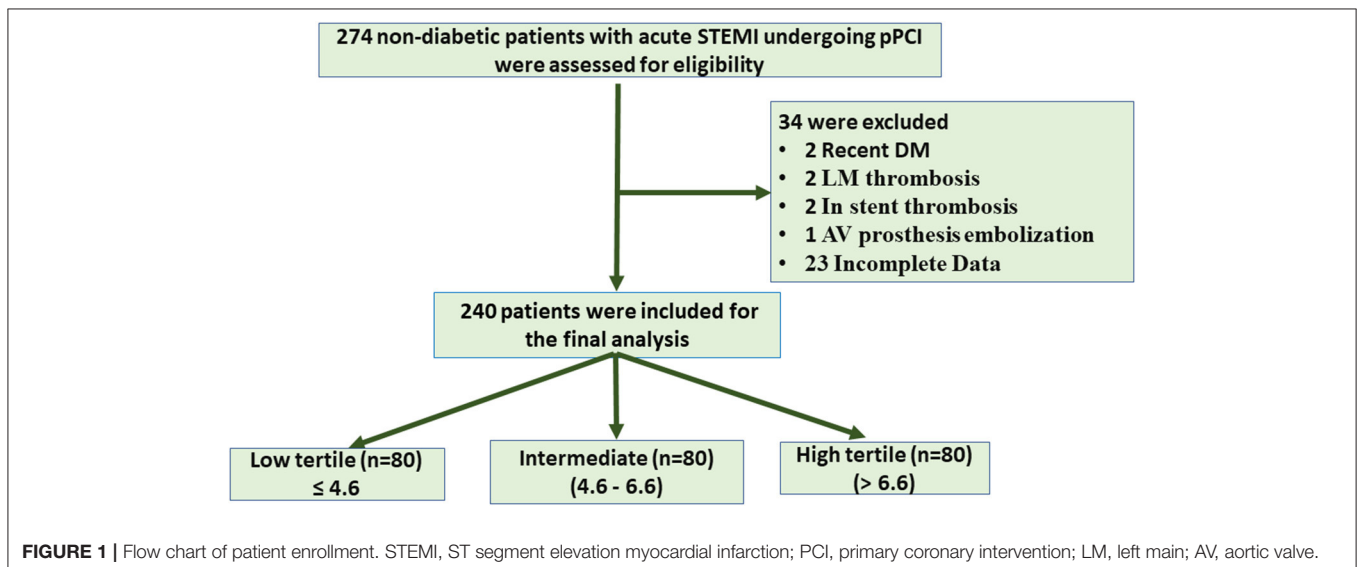 274 non-diabetic patients with acute STEMI undergoing pPCI
were assessed for eligibility
34 were excluded
• 2 Recent DM
• 2 LM thrombosis
• 2 In stent thrombosis
• 1 AV prosthesis embolization
• 23 Incomplete Data
240 patients were included for
the final analysis
Low tertile (n=80)
≤ 4.6
Intermediate (n=80)
(4.6 - 6.6)
High tertile (n=80)
(> 6.6)
FIGURE 1 | Flow chart of patient enrollment. STEMI, ST segment elevation myocardial infarction; PCI, primary coronary intervention; LM, left main; AV, aortic valve.